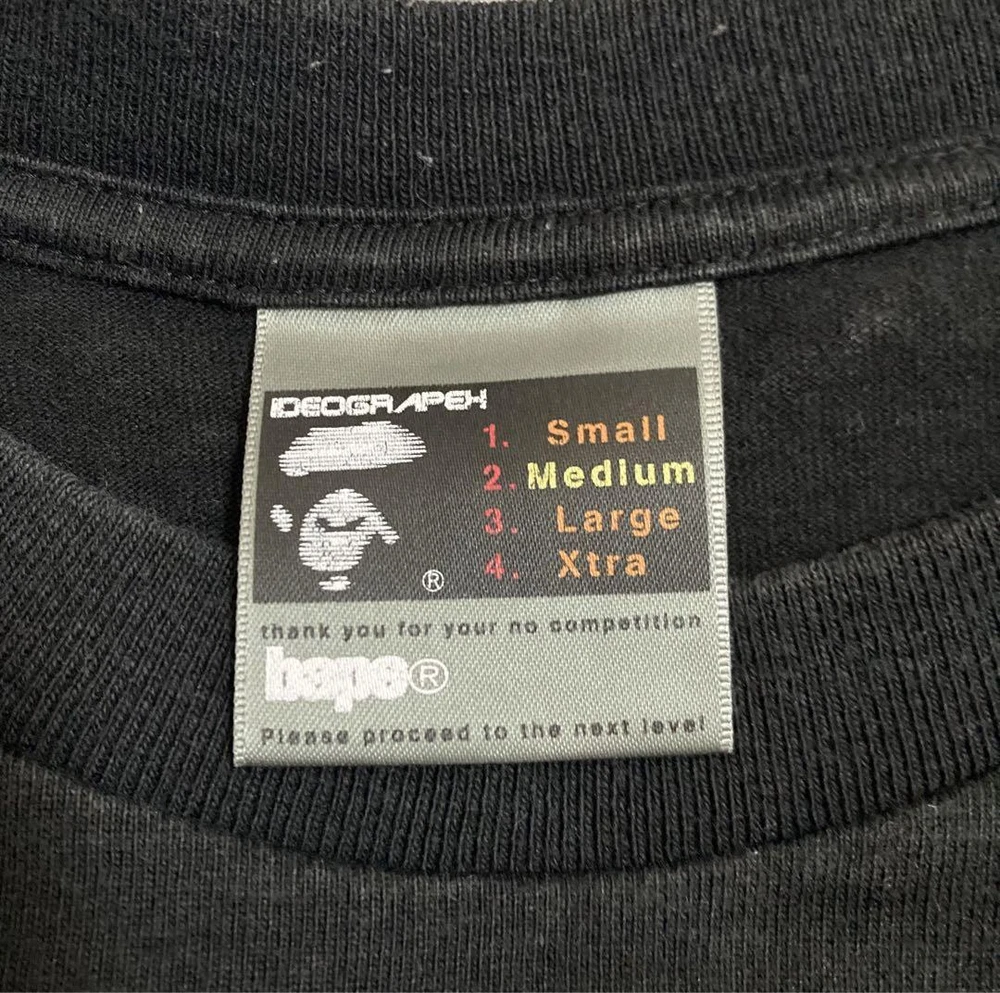 IDEOGRAPEH
1. Small
2. Medium
3. Large
4. Xtra
®
thank you for your no competition
bape®
Please proceed to the next level